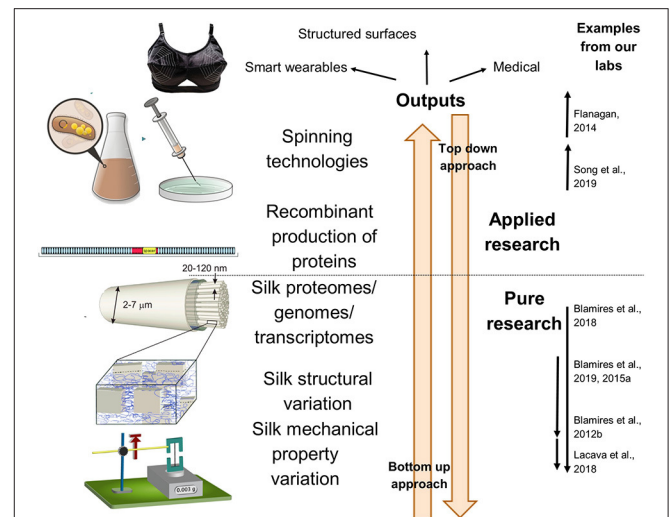 Structured surfaces
Smart wearables
Medical
Outputs
Examples
from our
labs
Flanagan,
2014
Song et al.,
2019
Spinning
technologies
Top down
approach
Recombinant
production of
proteins
Applied
research
20-120 nm
2-7 μm
Silk proteomes/
genomes/
transcriptomes
Pure
research
Blamires et al.,
2018
Blamires et al.,
2019, 2015a
Silk structural
variation
Blamires et al.,
2012b
Silk mechanical
property
variation
Lacava et al.,
2018
Bottom up
approach
0.003 g